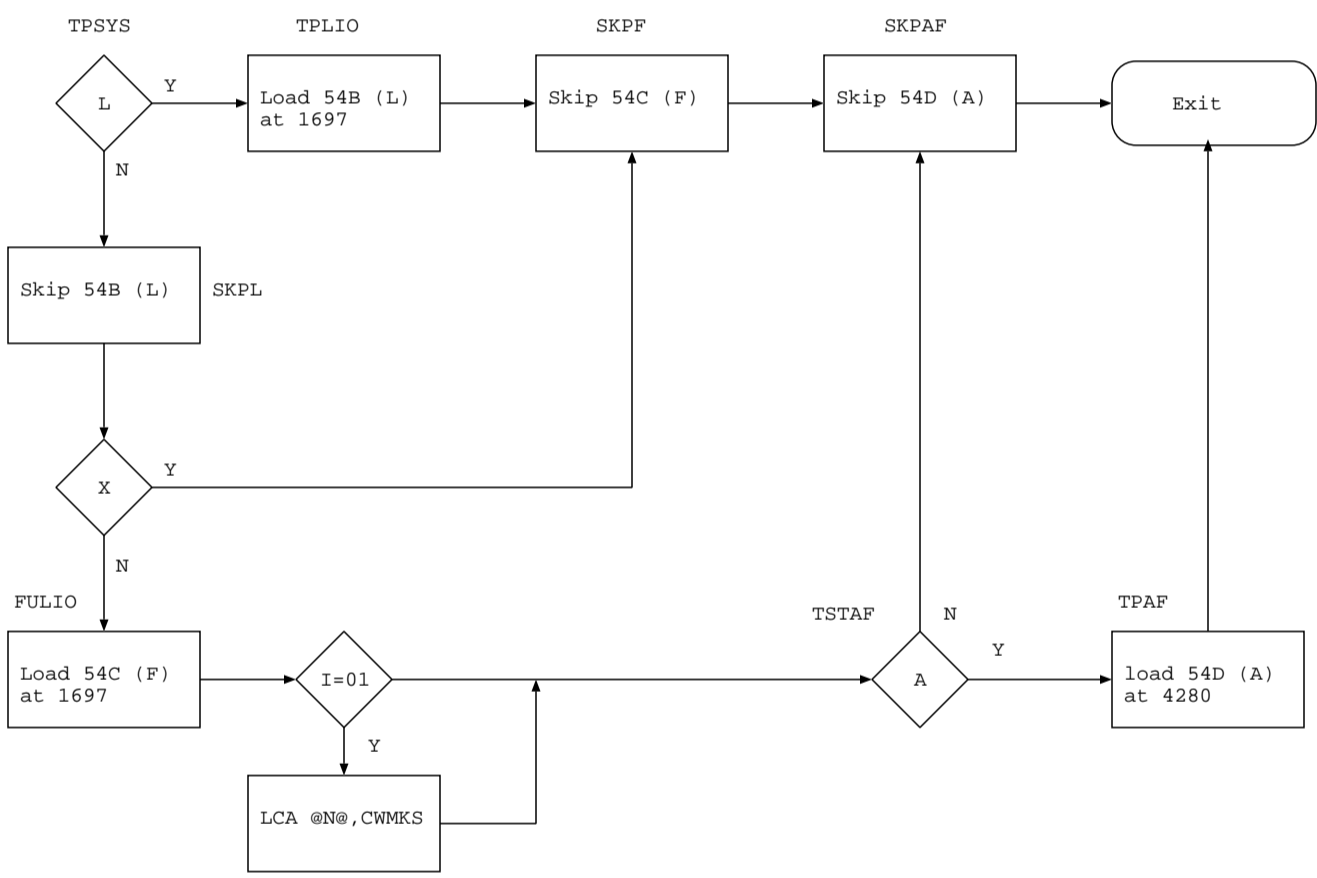 TPSYS
TPLIO
SKPF
SKPAF
L
Y
Load 54B (L)
at 1697
Skip 54C (F)
Skip 54D (A)
Exit
N
Skip 54B (L)
SKPL
X
Y
N
FULIO
Load 54C (F)
at 1697
I=01
Y
LCA @N@,CWMKS
TSTAF
N
A
Y
TPAF
load 54D (A)
at 4280